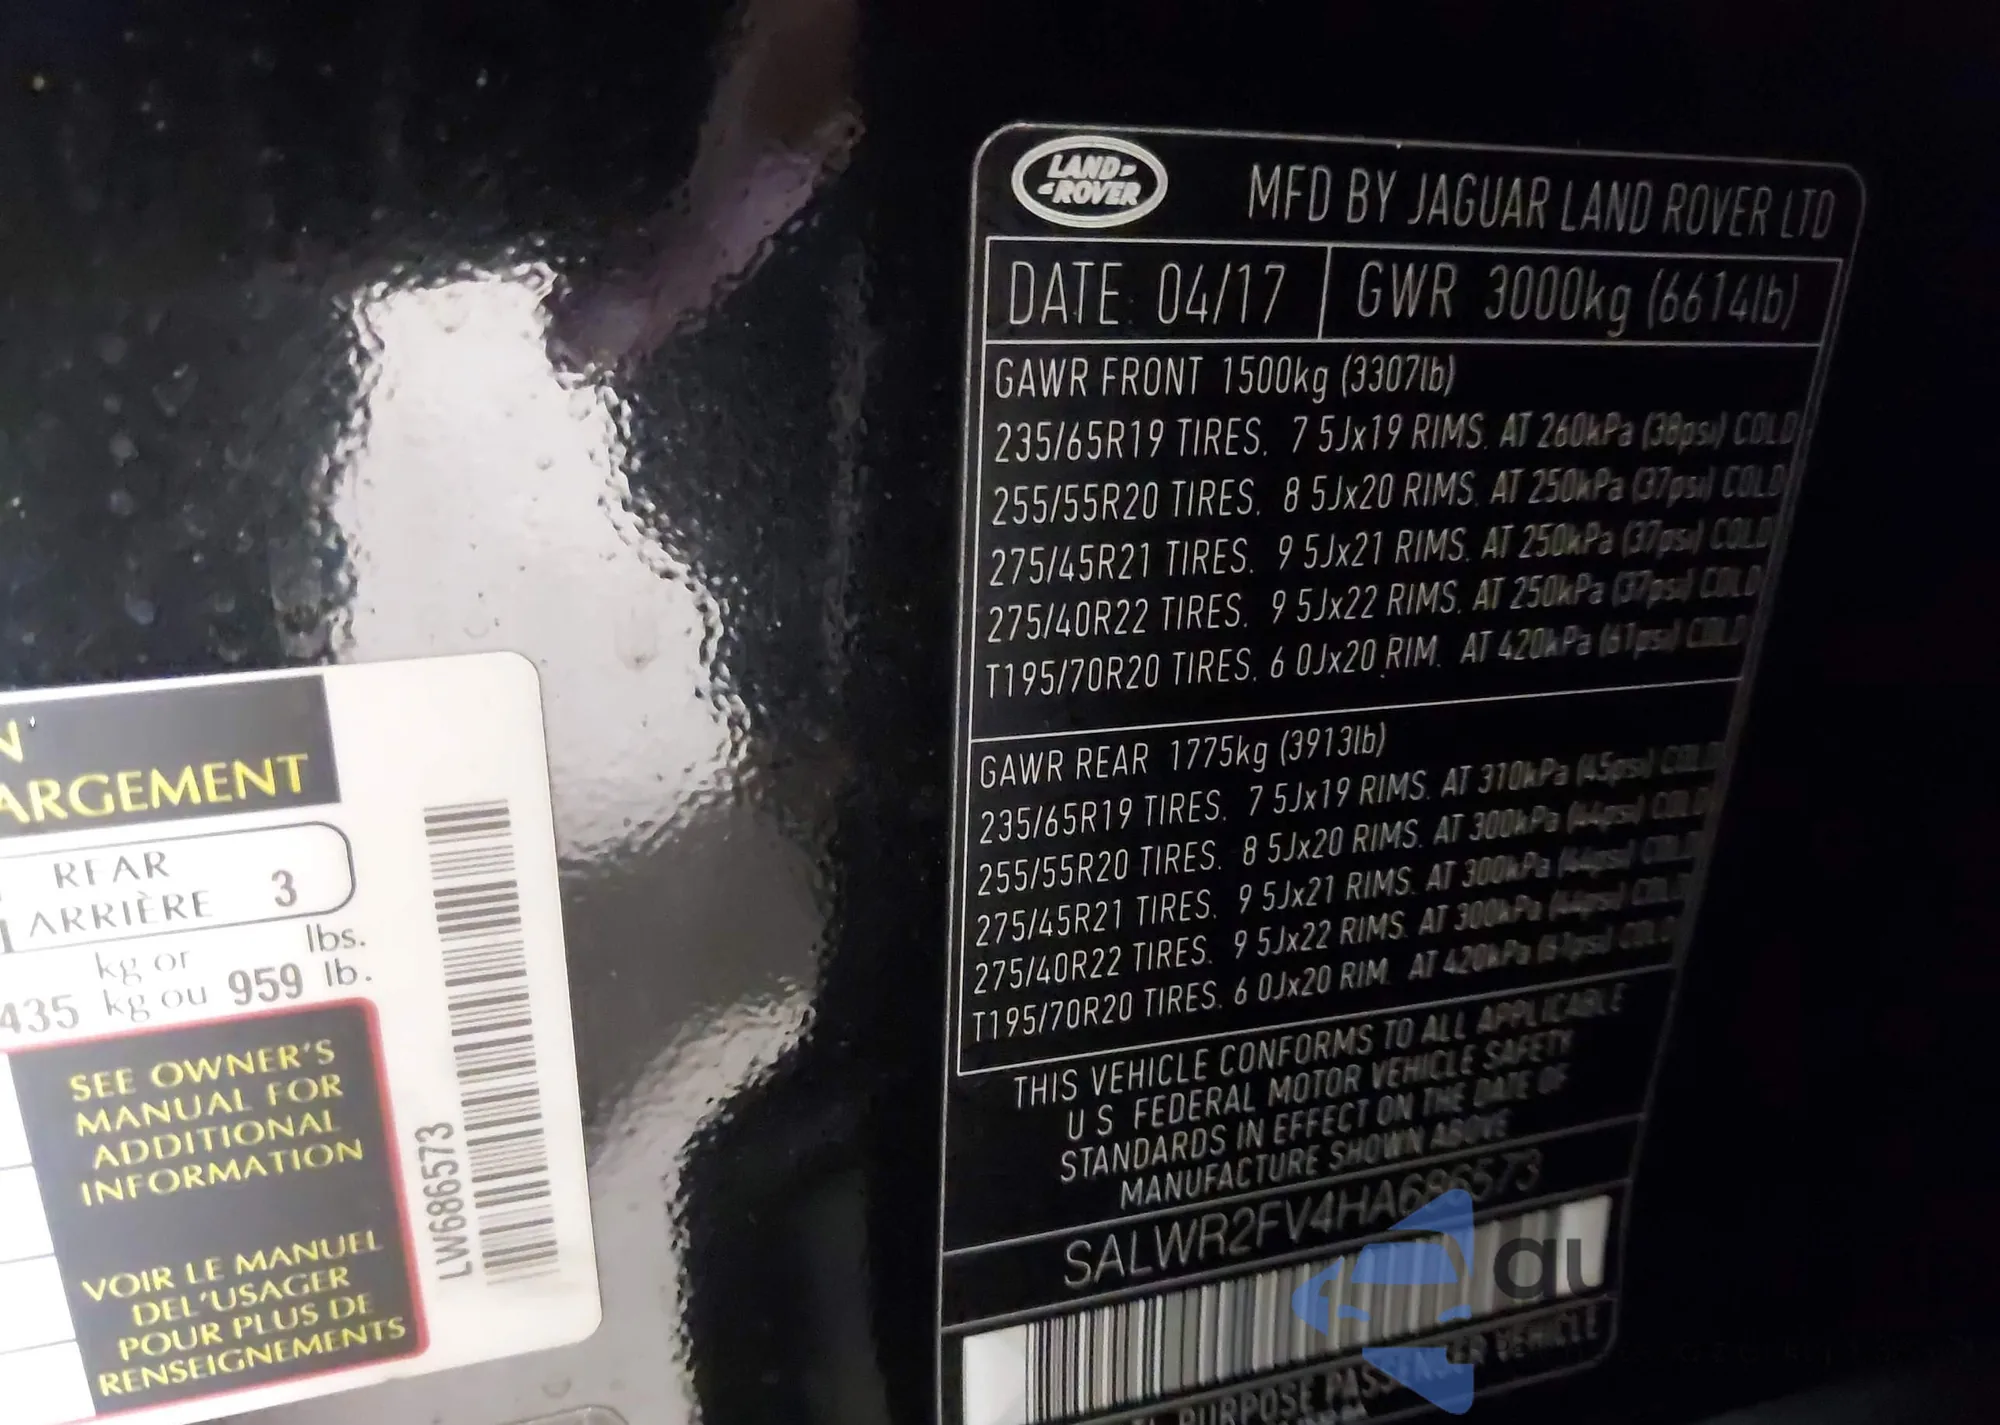 N
ARGEMENT
REAR
ARRIÈRE 3
kg or lbs.
435 kg ou 959 lb.
SEE OWNER'S
MANUAL FOR
ADDITIONAL
INFORMATION
VOIR LE MANUEL
DEL'USAGER
POUR PLUS DE
RENSEIGNEMENTS
LW686573
LAND
ROVER
MFD BY JAGUAR LAND ROVER LTD
DATE 04/17 GWR 3000kg (6614lb)
GAWR FRONT 1500kg (3307lb)
235/65R19 TIRES. 7 5Jx19 RIMS. AT 260kPa (38psi) COLD
255/55R20 TIRES. 8 5Jx20 RIMS. AT 250kPa (37psi) COLD
275/45R21 TIRES. 9 5Jx21 RIMS. AT 250kPa (37psi) COLD
275/40R22 TIRES. 9 5Jx22 RIMS. AT 250kPa (37psi) COLD
T195/70R20 TIRES. 6 0Jx20 RIM. AT 420kPa (61psi) COLD
GAWR REAR 1775kg (3913lb)
235/65R19 TIRES. 7 5Jx19 RIMS. AT 310kPa (45psi) COLD
255/55R20 TIRES. 8 5Jx20 RIMS. AT 300kPa (44psi) COLD
275/45R21 TIRES. 9 5Jx21 RIMS. AT 300kPa (44psi) COLD
275/40R22 TIRES. 9 5Jx22 RIMS. AT 300kPa (44psi) COLD
T195/70R20 TIRES. 6 0Jx20 RIM. AT 420kPa (61psi) COLD
THIS VEHICLE CONFORMS TO ALL APPLICABLE
U S FEDERAL MOTOR VEHICLE SAFETY
STANDARDS IN EFFECT ON THE DATE OF
MANUFACTURE SHOWN ABOVE
SALWR2FV4HA686573
au
PURPOSE PASSENGER VEHICLE